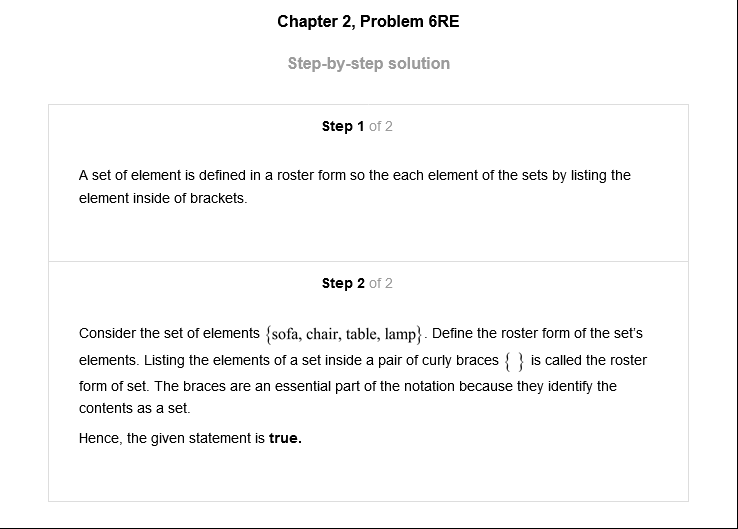 Chapter 2, Problem 6RE
Step-by-step solution
Step 1 of 2
A set of element is defined in a roster form so the each element of the sets by listing the
element inside of brackets.
Step 2 of 2
Consider the set of elements {sofa, chair, table, lamp}. Define the roster form of the set's
elements. Listing the elements of a set inside a pair of curly braces { } is called the roster
form of set. The braces are an essential part of the notation because they identify the
contents as a set.
Hence, the given statement is true.